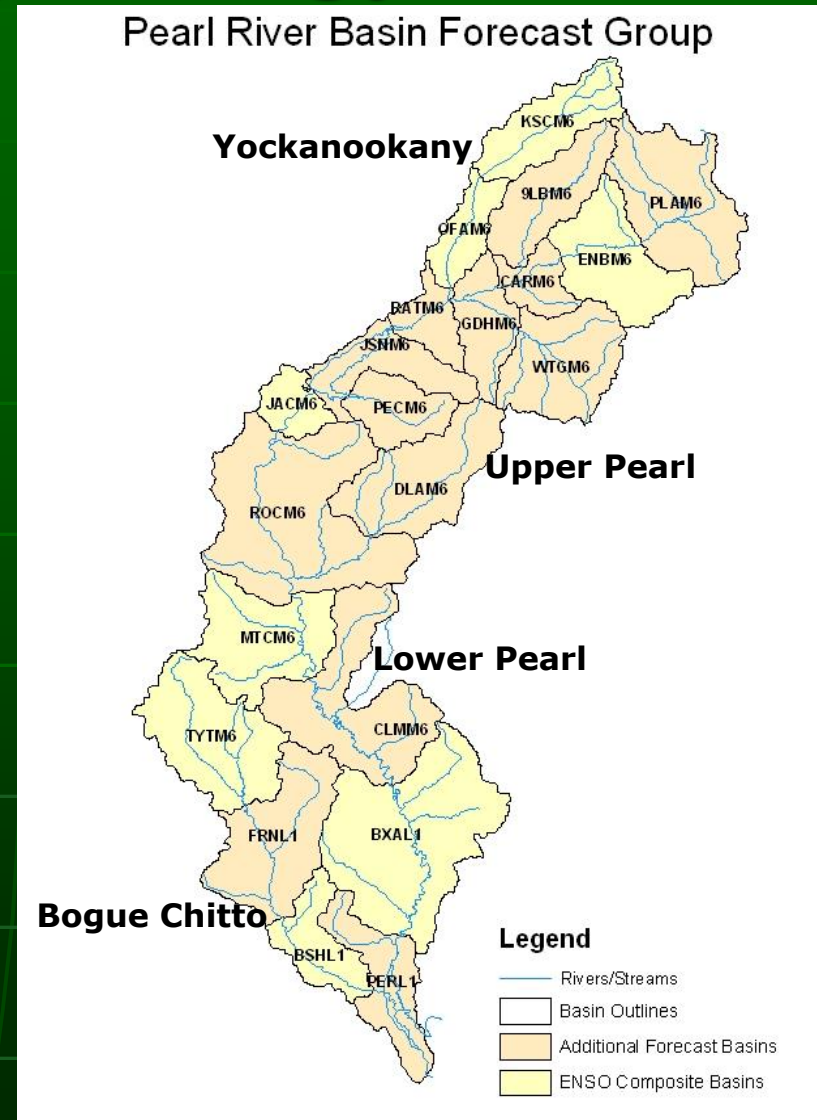 Pearl River Basin Forecast Group
KSCM6
Yockanookany
9LBM6
PLAM6
OFAM6
ENBM6
CARM6
RATM6
GDHM6
JSNM6
WTGM6
JACM6
PECM6
Upper Pearl
DLAM6
ROCM6
MTCM6
Lower Pearl
CLMM6
TYTM6
FRNL1
BXAL1
Bogue Chitto
BSHL1
PERL1
Legend
Rivers/Streams
Basin Outlines
Additional Forecast Basins
ENSO Composite Basins